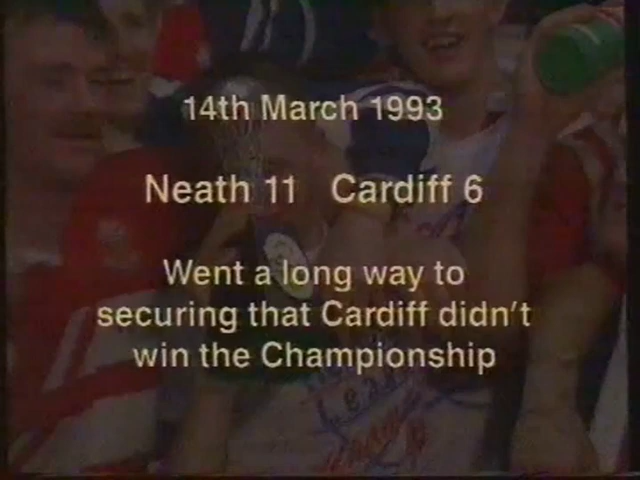 14th March 1993
Neath 11 Cardiff 6
Went a long way to
securing that Cardiff didn't
win the Championship